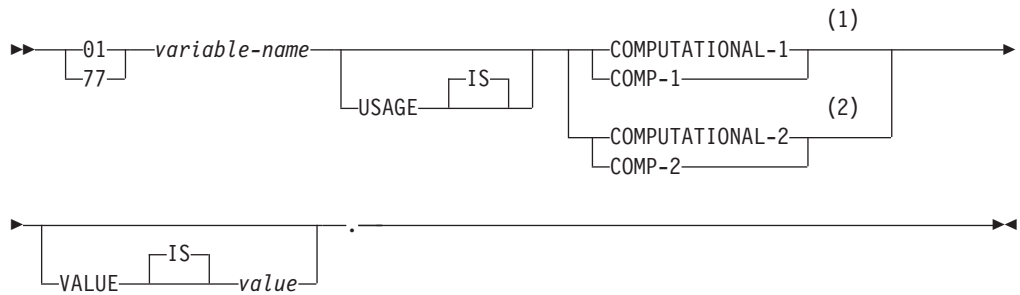 (1)
01 variable-name COMPUTATIONAL-1
77 IS COMP-1
USAGE (2)
COMPUTATIONAL-2
COMP-2
.
IS
VALUE value